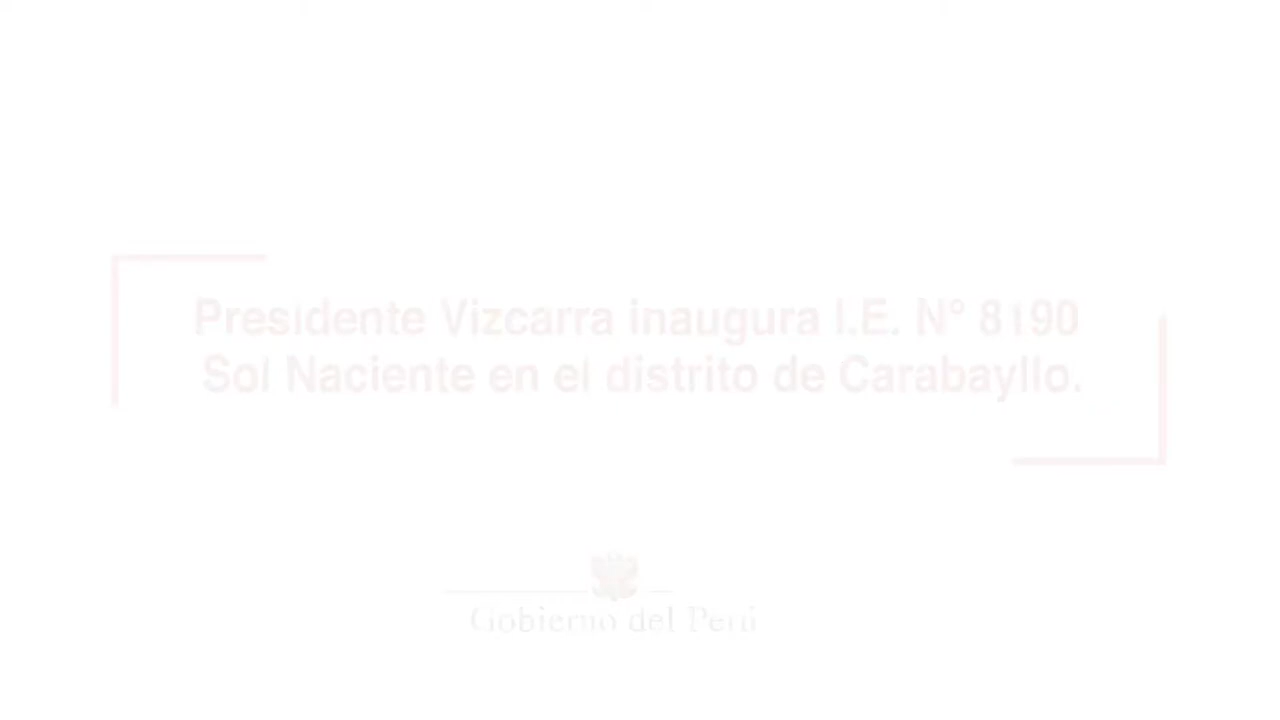 Presidente Vizcarra inaugura I.E. N° 8190
Sol Naciente en el distrito de Carabayllo.
Gobierno del Perú